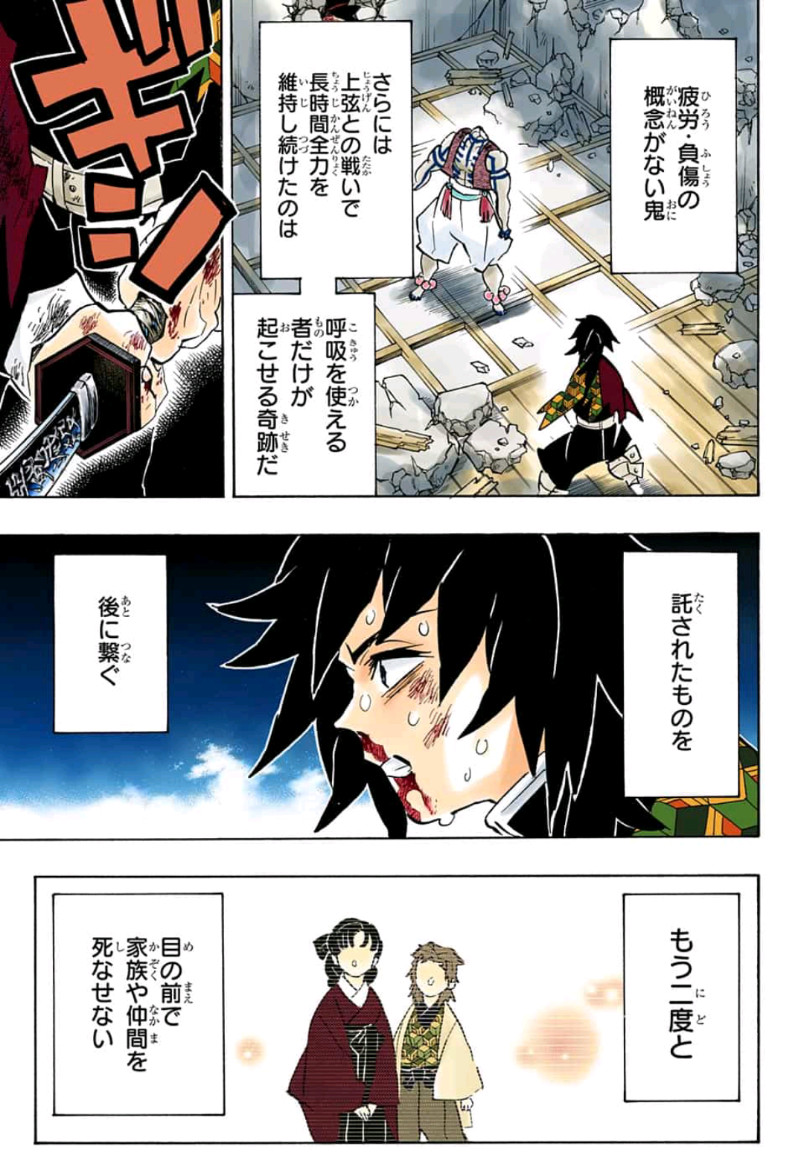 疲労・負傷の
概念がない鬼
さらには
上弦との戦いで
長時間全力を
維持し続けたのは
呼吸を使える
者だけが
起こせる奇跡だ
ギシッ
託されたものを
後に繋ぐ
もう二度と
目の前で
家族や仲間を
死なせない